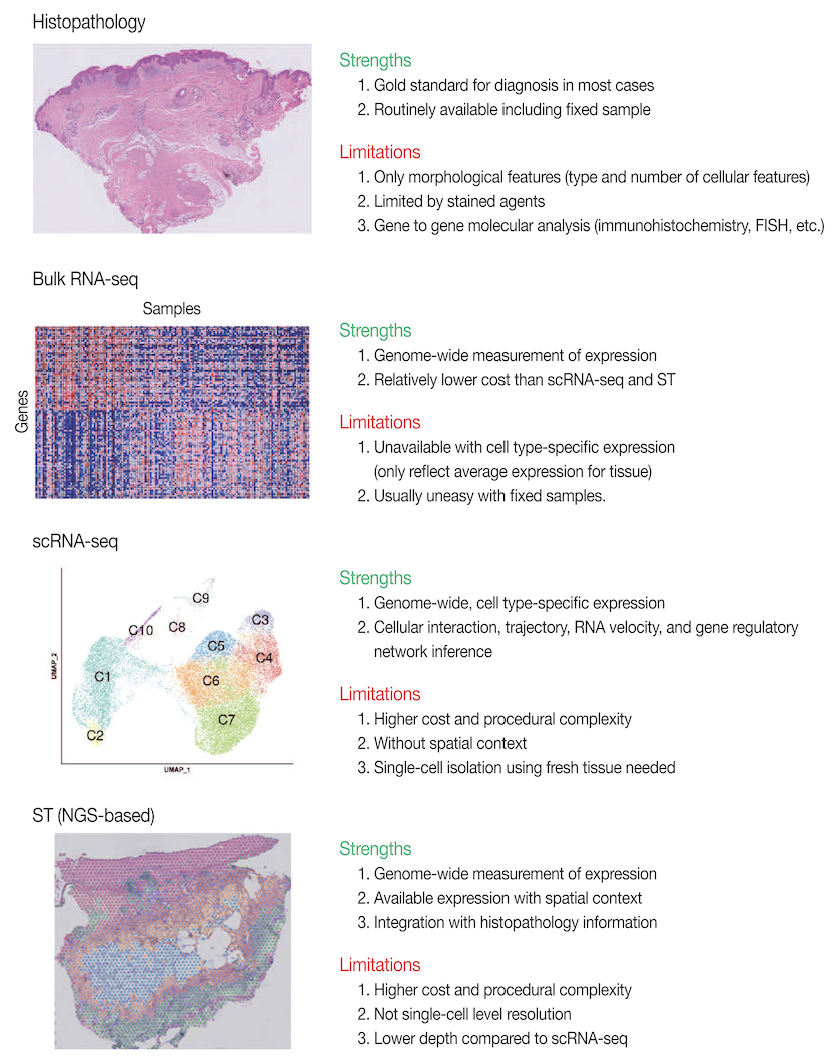 Histopathology
Strengths
1. Gold standard for diagnosis in most cases
2. Routinely available including fixed sample
Limitations
1. Only morphological features (type and number of cellular features)
2. Limited by stained agents
3. Gene to gene molecular analysis (immunohistochemistry, FISH, etc.)
Bulk RNA-seq
Samples
Genes
Strengths
1. Genome-wide measurement of expression
2. Relatively lower cost than scRNA-seq and ST
Limitations
1. Unavailable with cell type-specific expression
(only reflect average expression for tissue)
2. Usually uneasy with fixed samples.
scRNA-seq
C9
C10
C8
C3
C5
C4
C1
C6
C7
C2
UMAP_2
UMAP_1
Strengths
1. Genome-wide, cell type-specific expression
2. Cellular interaction, trajectory, RNA velocity, and gene regulatory
network inference
Limitations
1. Higher cost and procedural complexity
2. Without spatial context
3. Single-cell isolation using fresh tissue needed
ST (NGS-based)
Strengths
1. Genome-wide measurement of expression
2. Available expression with spatial context
3. Integration with histopathology information
Limitations
1. Higher cost and procedural complexity
2. Not single-cell level resolution
3. Lower depth compared to scRNA-seq